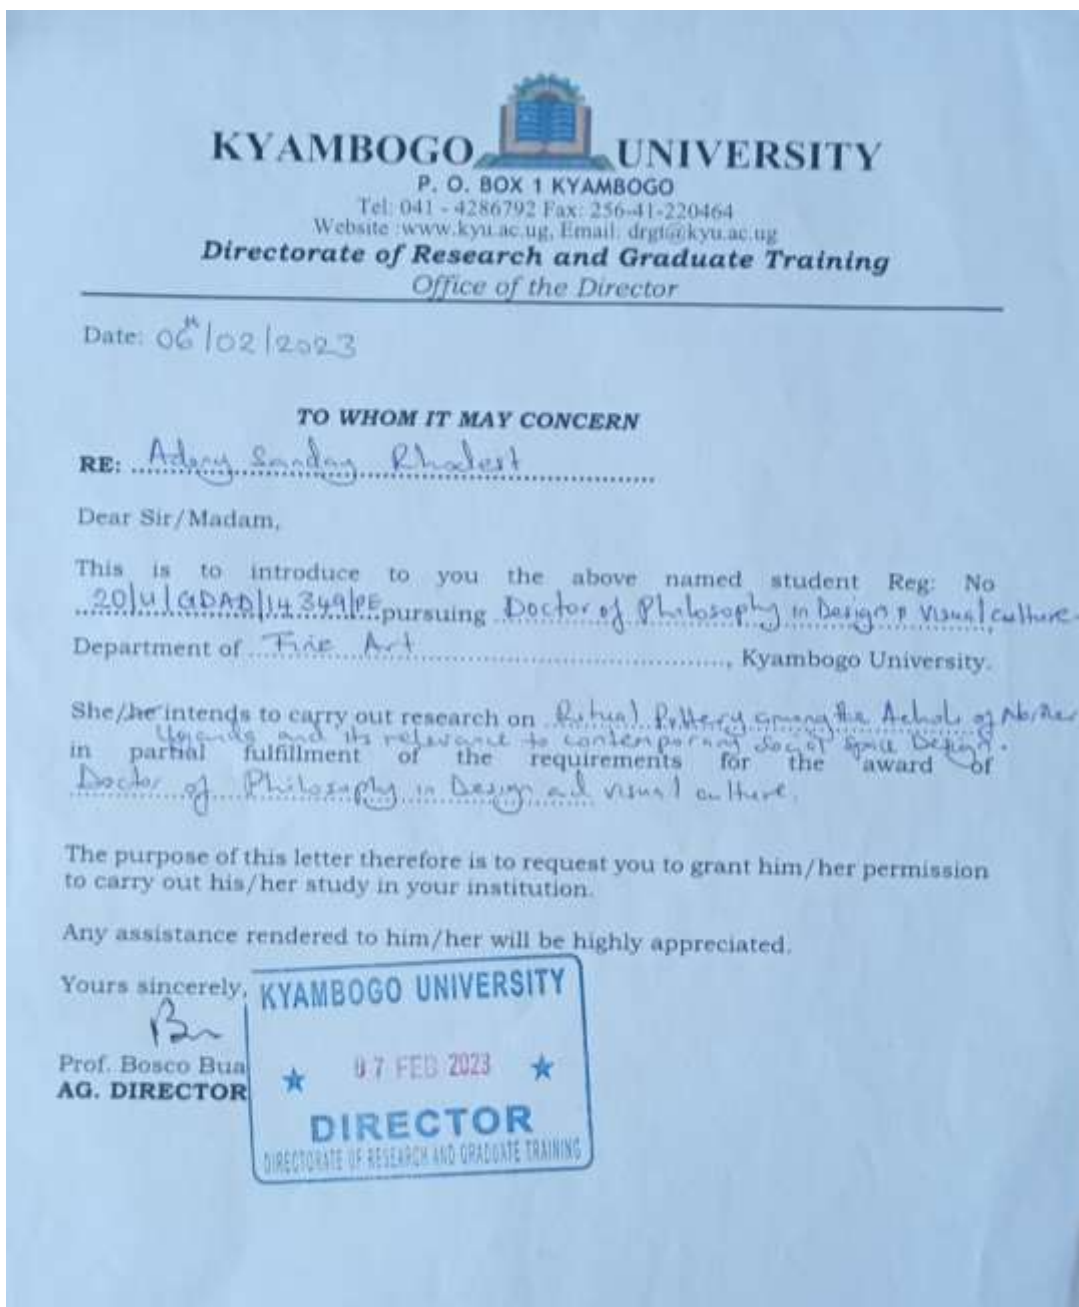 KYAMBOGO UNIVERSITY
P. O. BOX 1 KYAMBOGO
Tel: 041 - 4286792 Fax: 256-41-220464
Website :www.kyu.ac.ug, Email: drgt@kyu.ac.ug
Directorate of Research and Graduate Training
Office of the Director
Date: 06th/02/2023
TO WHOM IT MAY CONCERN
RE: Sanday Rhodest
Dear Sir/Madam,
This is to introduce to you the above named student Reg: No
20/U/GDAD/14349/PE pursuing Doctor of Philosophy in Design & Visual culture.
Department of Fine Art, Kyambogo University.
She/he intends to carry out research on Ritual Pottery among the Acholi of
Uganda and its relevance to contemporary Space Design.
in partial fulfillment of the requirements for the award of
Doctor of Philosophy in Design and visual culture.
The purpose of this letter therefore is to request you to grant him/her permission
to carry out his/her study in your institution.
Any assistance rendered to him/her will be highly appreciated.
Yours sincerely,
Prof. Bosco Bua
AG. DIRECTOR
KYAMBOGO UNIVERSITY
07 FEB 2023
DIRECTOR
DIRECTORATE OF RESEARCH AND GRADUATE TRAINING